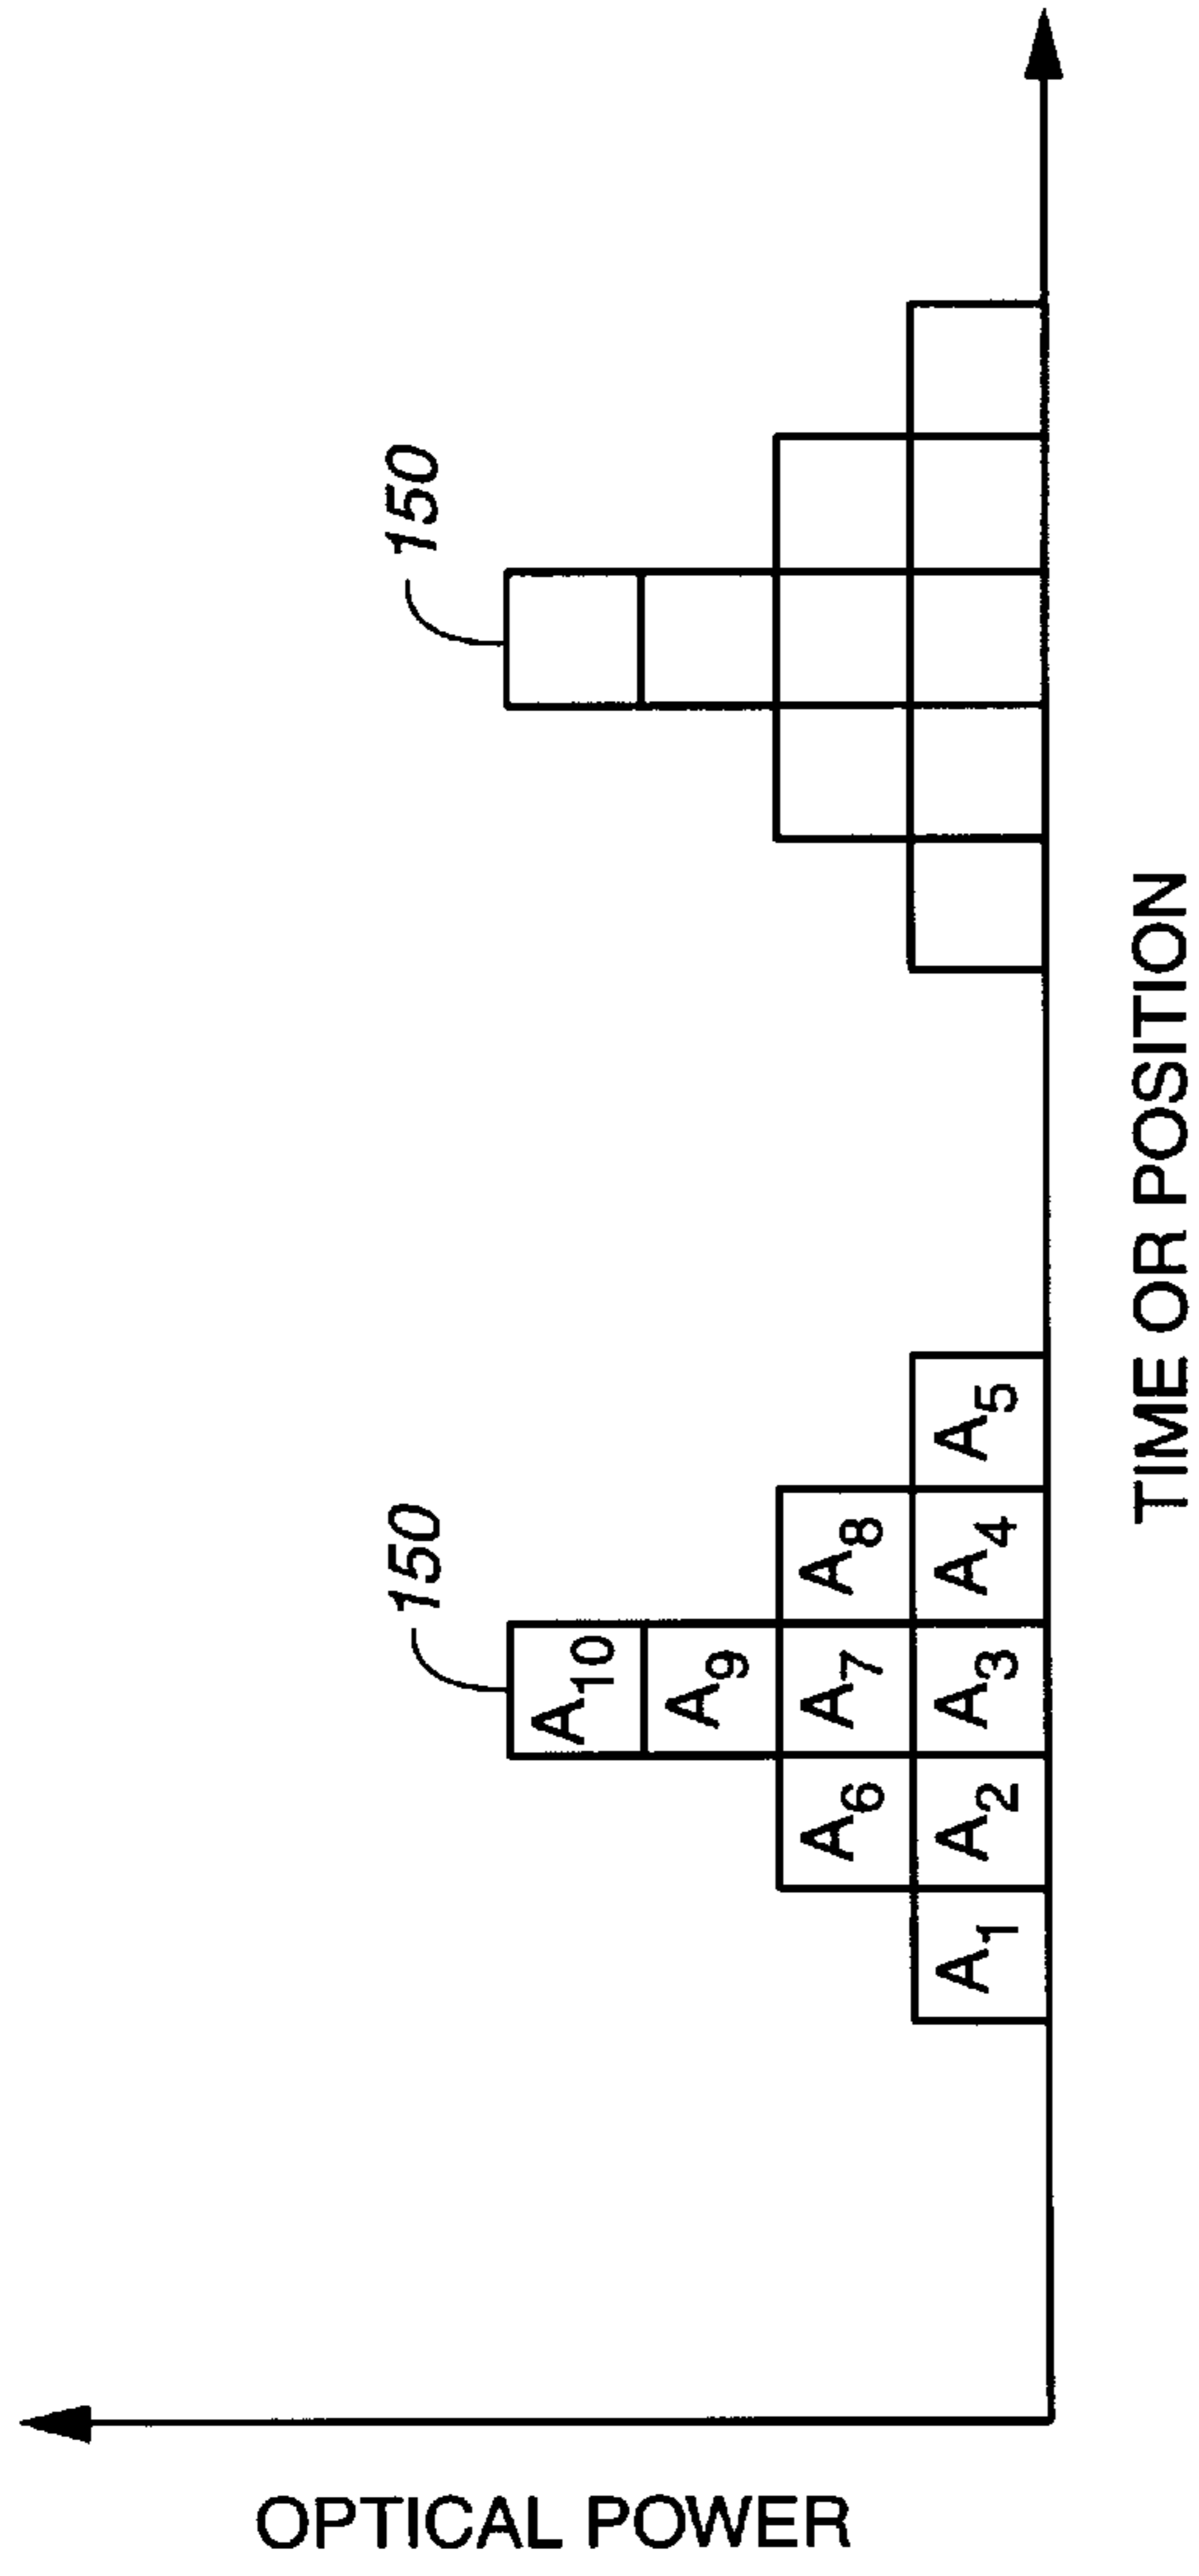 OPTICAL POWER
150
150
A10
A9
A6 A7 A8
A1 A2 A3 A4 A5
TIME OR POSITION